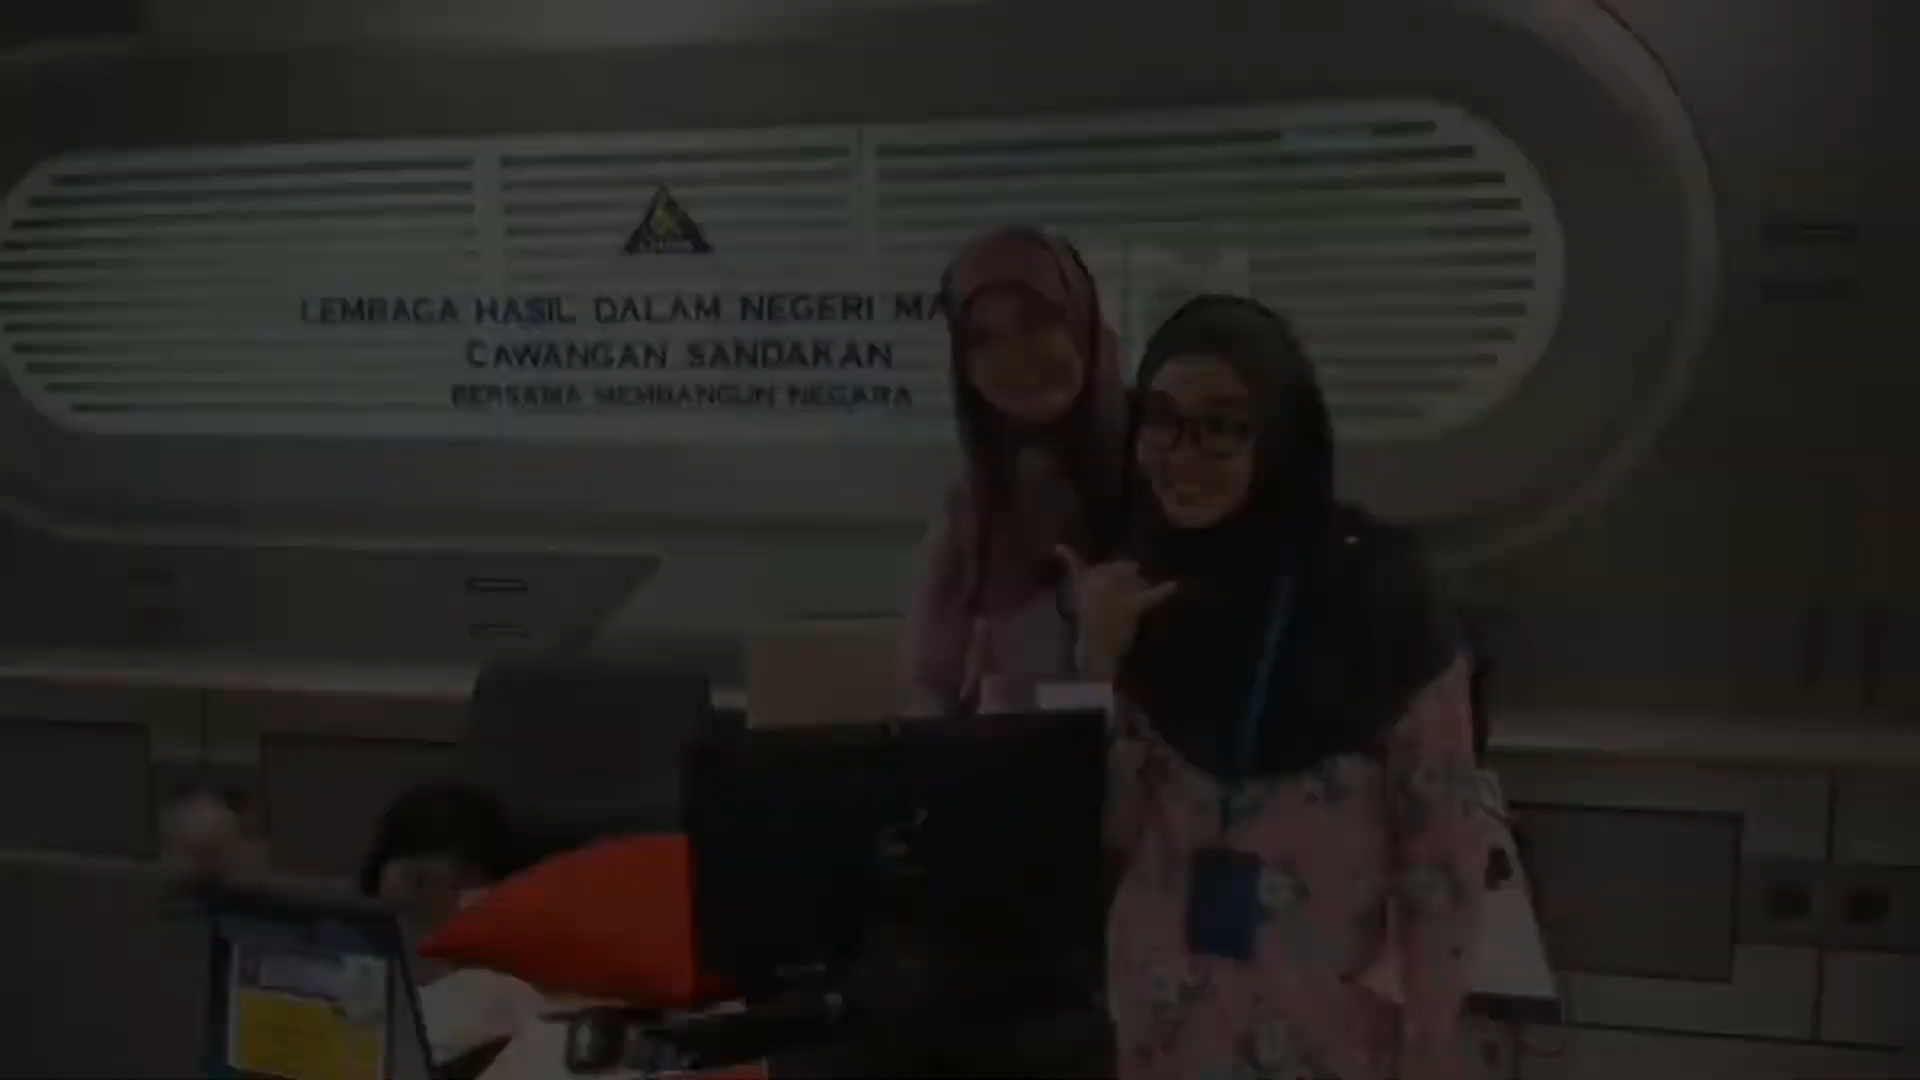 LEMBAGA HASIL DALAM NEGERI MA
CAWANGAN SANDAKAN
BERSAMA MEMBANGUN NEGARA